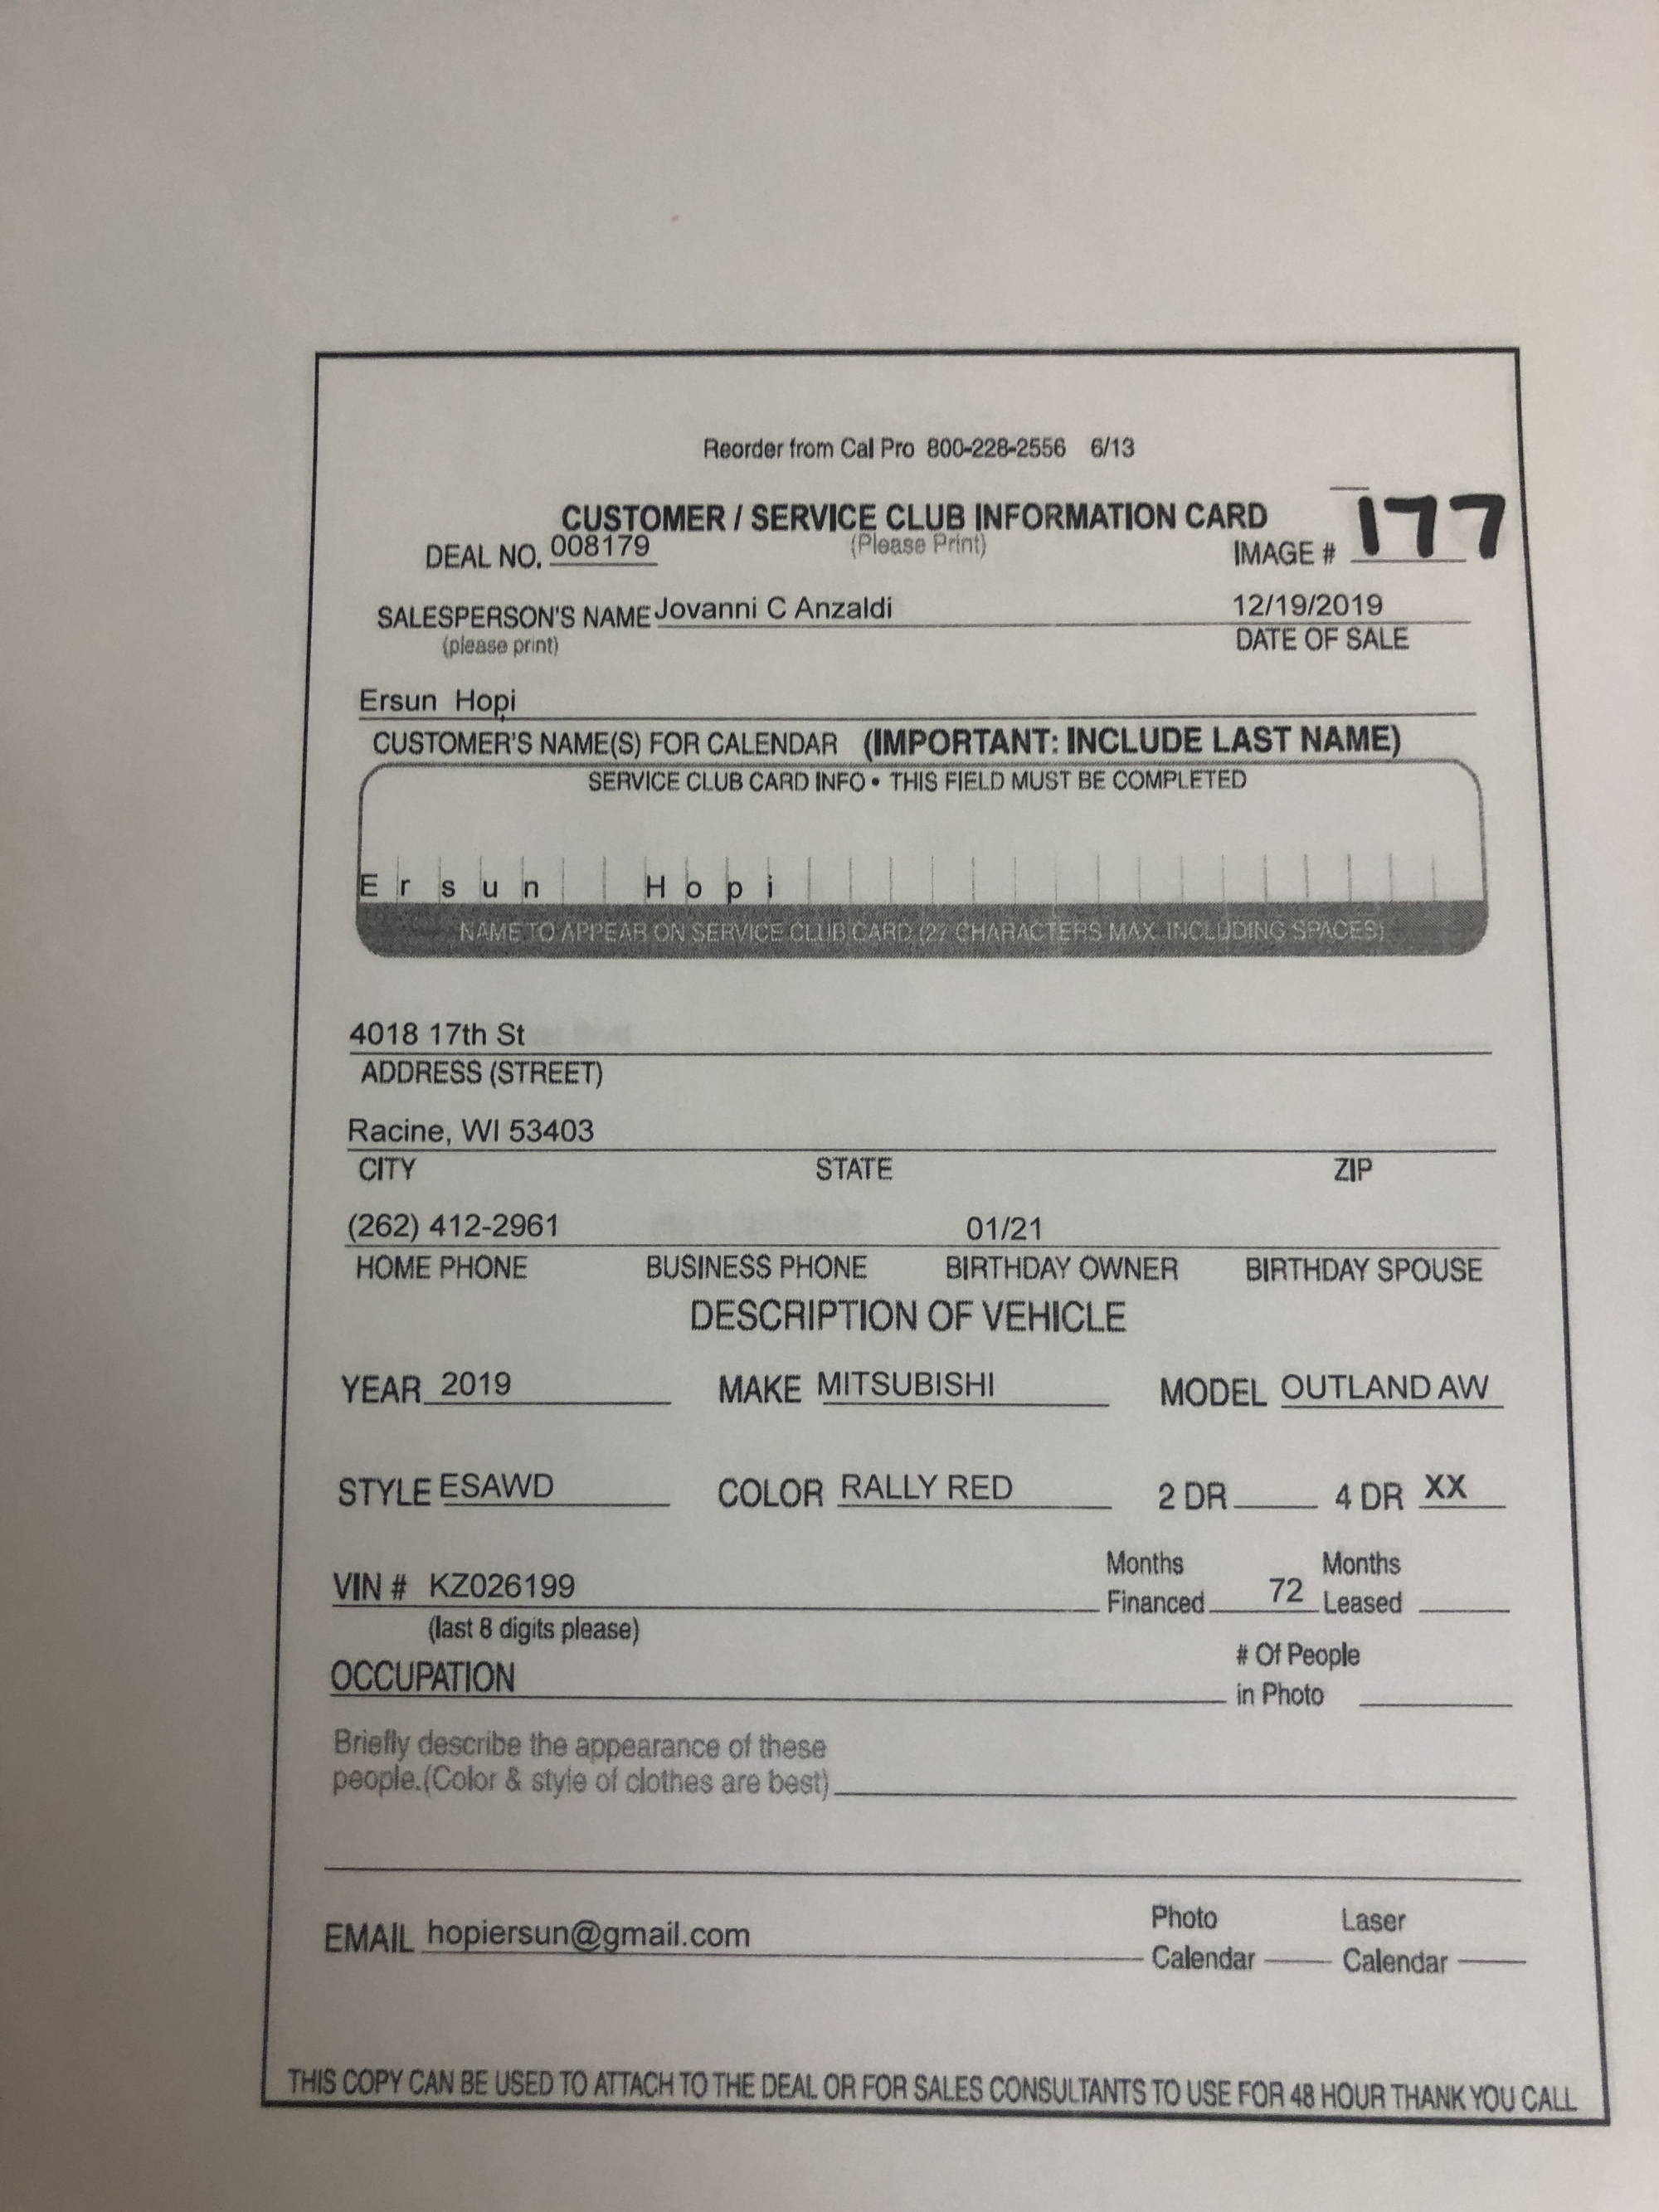 Reorder from Cal Pro 800-228-2556 6/13
CUSTOMER / SERVICE CLUB INFORMATION CARD
(Please Print)
DEAL NO. 008179
IMAGE # 177
SALESPERSON'S NAME Jovanni C Anzaldi 12/19/2019
(please print) DATE OF SALE
Ersun Hopi
CUSTOMER'S NAME(S) FOR CALENDAR (IMPORTANT: INCLUDE LAST NAME)
SERVICE CLUB CARD INFO • THIS FIELD MUST BE COMPLETED
E r s u n H o p i
NAME TO APPEAR ON SERVICE CLUB CARD (27 CHARACTERS MAX. INCLUDING SPACES)
4018 17th St
ADDRESS (STREET)
Racine, WI 53403
CITY STATE ZIP
(262) 412-2961 01/21
HOME PHONE BUSINESS PHONE BIRTHDAY OWNER BIRTHDAY SPOUSE
DESCRIPTION OF VEHICLE
YEAR 2019 MAKE MITSUBISHI MODEL OUTLAND AW
STYLE ESAWD COLOR RALLY RED 2 DR 4 DR XX
VIN # KZ026199 Months Financed 72 Months Leased
(last 8 digits please)
OCCUPATION # Of People in Photo
Briefly describe the appearance of these
people.(Color & style of clothes are best)
EMAIL hopiersun@gmail.com Photo Calendar Laser Calendar
THIS COPY CAN BE USED TO ATTACH TO THE DEAL OR FOR SALES CONSULTANTS TO USE FOR 48 HOUR THANK YOU CALL